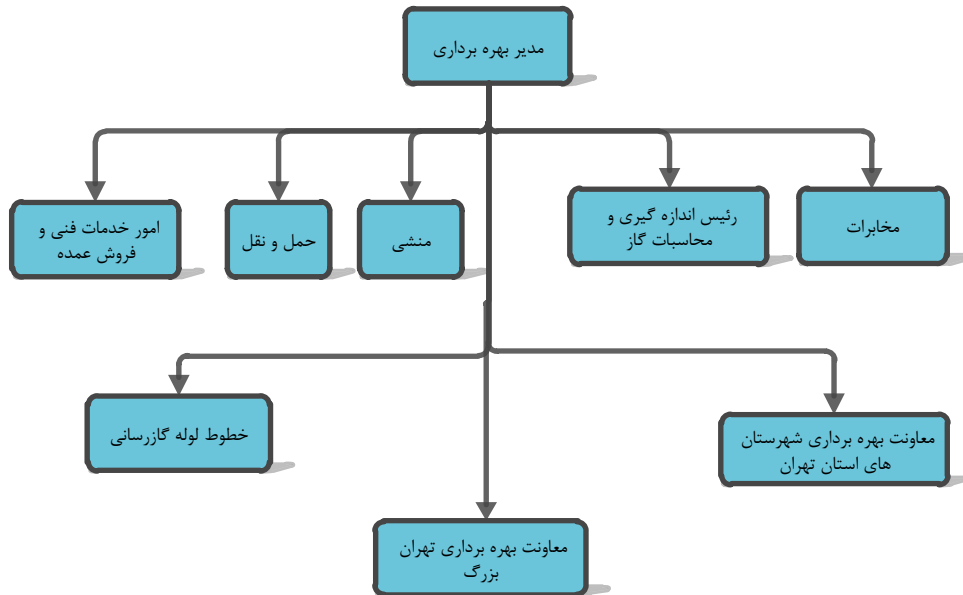 مدیر بهره برداری
مخابرات
رئیس اندازه گیری و
محاسبات گاز
منشی
حمل و نقل
امور خدمات فنی و
فروش عمده
معاونت بهره برداری شهرستان
های استان تهران
خطوط لوله گازرسانی
معاونت بهره برداری تهران
بزرگ